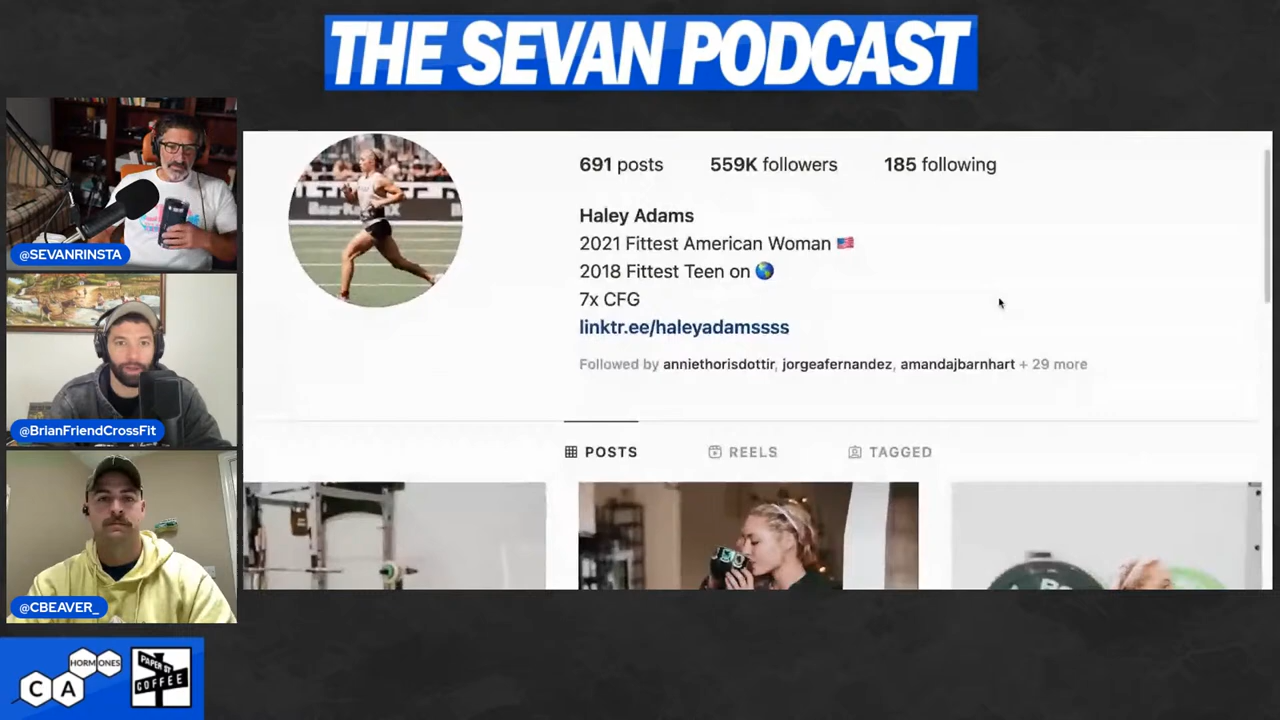 THE SEVAN PODCAST
@SEVANRINSTA
@BrianFriendCrossFit
@CBEAVER_
691 posts 559K followers 185 following
Haley Adams
2021 Fittest American Woman 🇺🇸
2018 Fittest Teen on 🌎
7x CFG
linktr.ee/haleyadamssss
Followed by anniethorisdottir, jorgeafernandez, amandajbarnhart + 29 more
POSTS REELS TAGGED
HORMONES
CA
PAPER ST
COFFEE